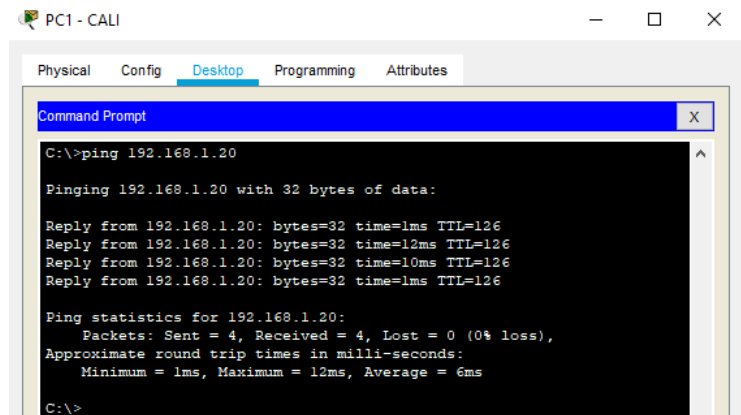 PC1 - CALI
Physical Config Desktop Programming Attributes
Command Prompt X
C:\>ping 192.168.1.20
Pinging 192.168.1.20 with 32 bytes of data:
Reply from 192.168.1.20: bytes=32 time=1ms TTL=126
Reply from 192.168.1.20: bytes=32 time=12ms TTL=126
Reply from 192.168.1.20: bytes=32 time=10ms TTL=126
Reply from 192.168.1.20: bytes=32 time=1ms TTL=126
Ping statistics for 192.168.1.20:
Packets: Sent = 4, Received = 4, Lost = 0 (0% loss),
Approximate round trip times in milli-seconds:
Minimum = 1ms, Maximum = 12ms, Average = 6ms
C:\>